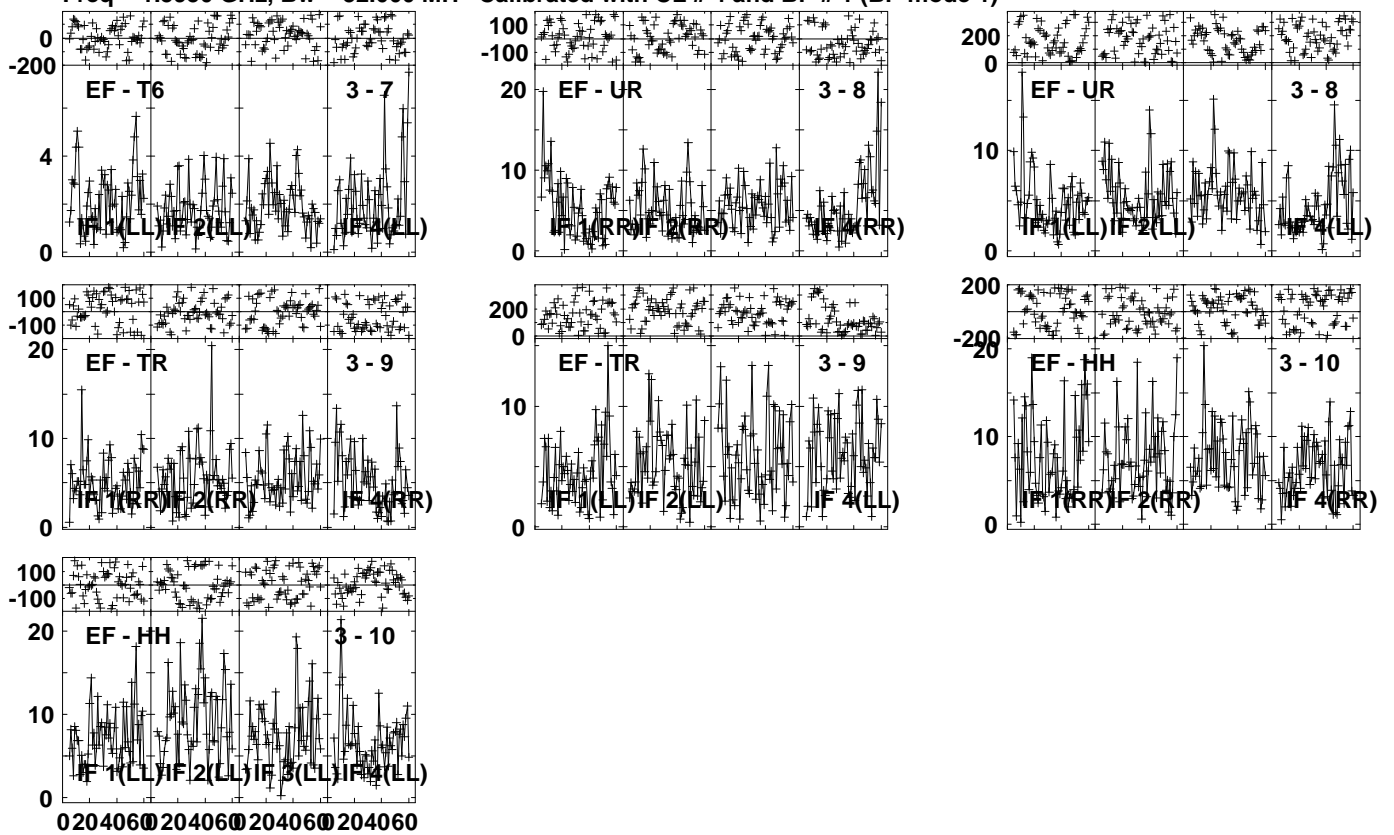 100
0
-100
200
0
0
-200
EF - T6
3 - 7
20
EF - UR
3 - 8
EF - UR
3 - 8
4
10
10
IF 1(LL)
IF 2(LL)
IF 4(LL)
IF 1(RR)
IF 2(RR)
IF 4(RR)
IF 1(LL)
IF 2(LL)
IF 4(LL)
0
0
0
100
-100
200
0
200
-200
20
EF - TR
3 - 9
EF - TR
3 - 9
20
EF - HH
3 - 10
10
10
10
IF 1(RR)
IF 2(RR)
IF 4(RR)
IF 1(LL)
IF 2(LL)
IF 4(LL)
IF 1(RR)
IF 2(RR)
IF 4(RR)
0
0
0
100
-100
20
EF - HH
3 - 10
10
IF 1(LL)
IF 2(LL)
IF 3(LL)
IF 4(LL)
0
0 20 40 60
0 20 40 60
0 20 40 60
0 20 40 60